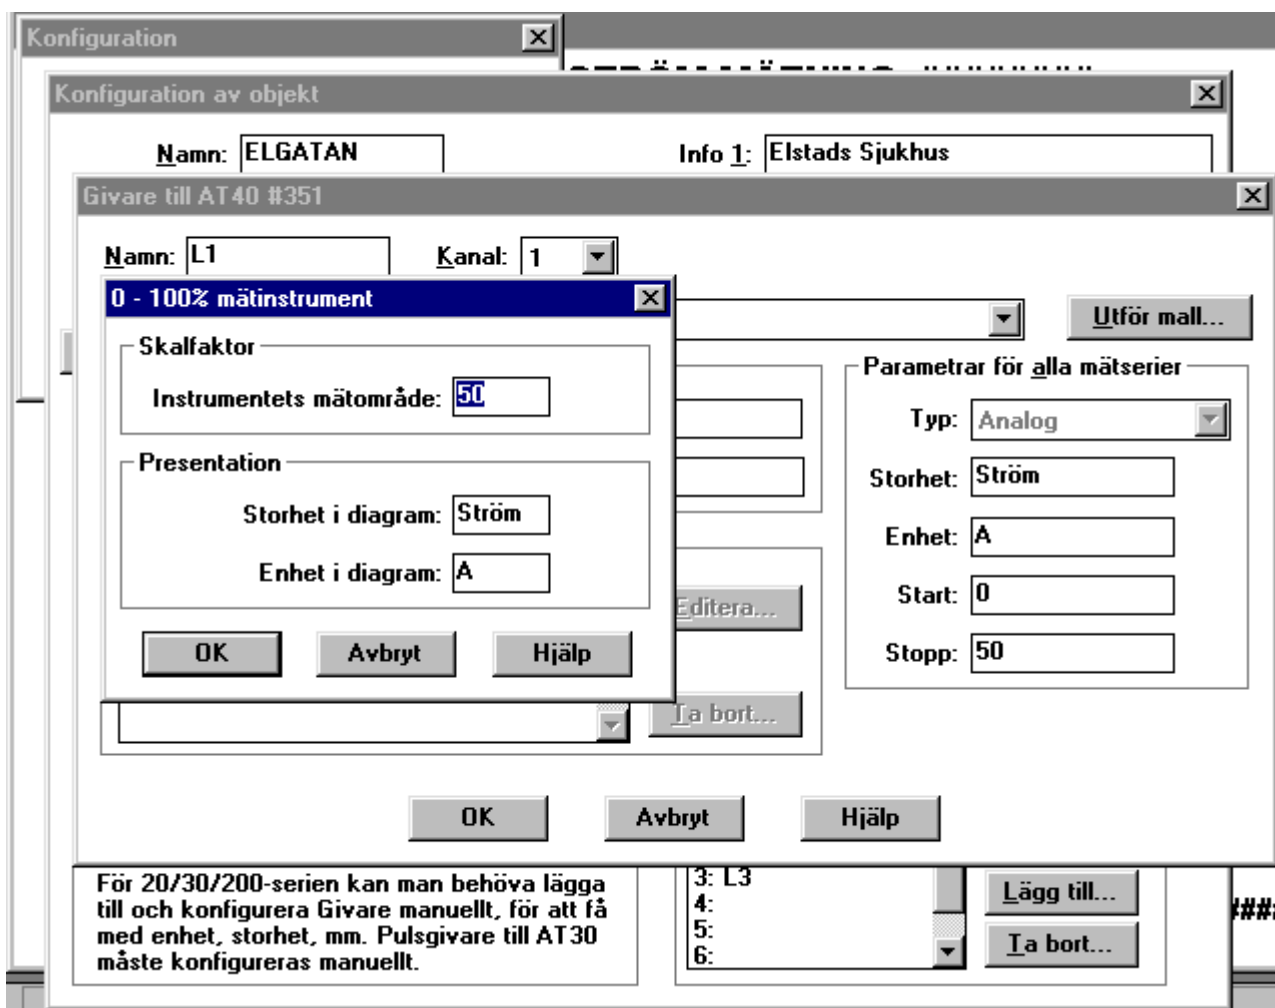 Konfiguration
Konfiguration av objekt
Namn: ELGATAN Info 1: Elstads Sjukhus
Givare till AT40 #351
Namn: L1 Kanal: 1
0 - 100% mätinstrument
Utför mall...
Skalfaktor
Instrumentets mätområde: 50
Presentation
Storhet i diagram: Ström
Enhet i diagram: A
OK Avbryt Hjälp
Parametrar för alla mätserier
Typ: Analog
Storhet: Ström
Enhet: A
Start: 0
Stopp: 50
Editera...
Ta bort...
OK Avbryt Hjälp
För 20/30/200-serien kan man behöva lägga
till och konfigurera Givare manuellt, för att få
med enhet, storhet, mm. Pulsgivare till AT30
måste konfigureras manuellt.
3: L3
4:
5:
6:
Lägg till...
Ta bort...